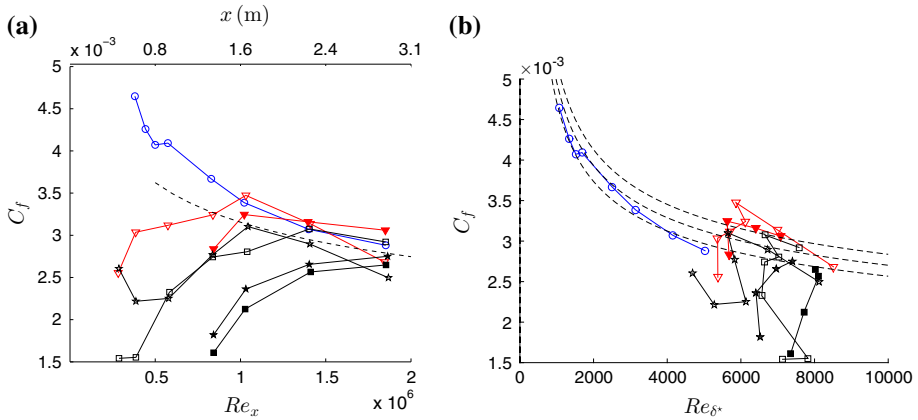 x (m)
(a)
(b)
x 10⁻³
0.8 1.6 2.4 3.1
×10⁻³
5
4.5
4
3.5
3
2.5
2
1.5
C_f
0.5 1 1.5 2
x 10⁶
Re_x
5
4.5
4
3.5
3
2.5
2
1.5
C_f
0 2000 4000 6000 8000 10000
Re_δ⋆